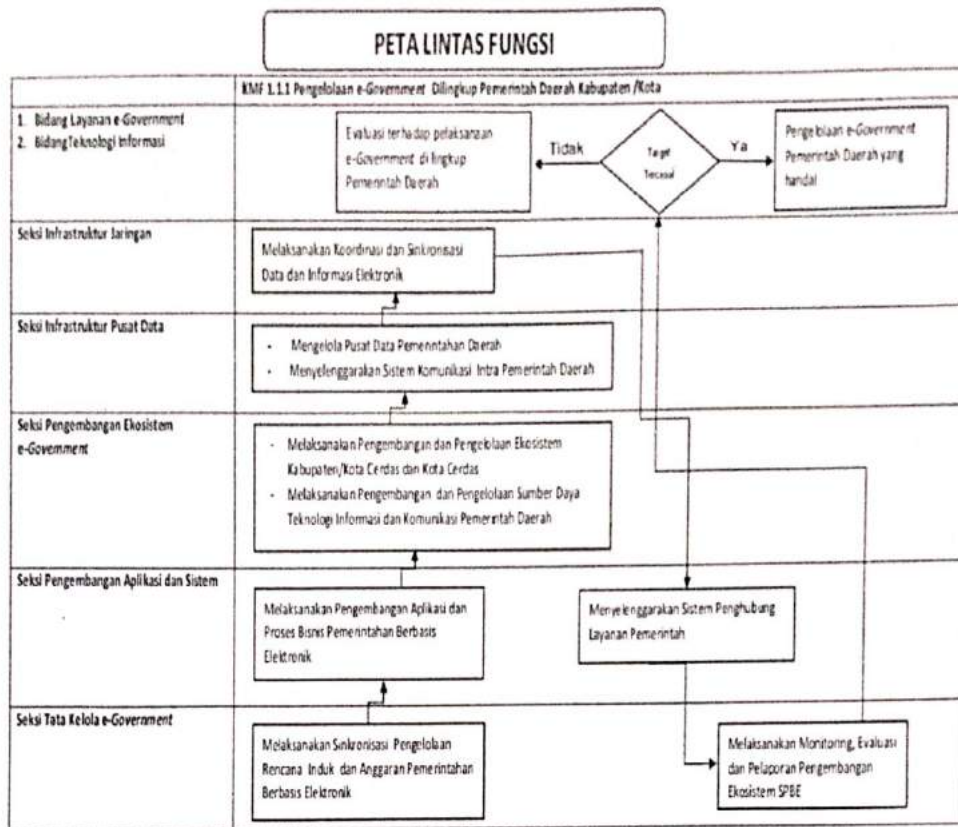 PETA LINTAS FUNGSI
KMF 1.1.1 Pengelolaan e-Government Dilingkup Pemerintah Daerah Kabupaten /Kota
1. Bidang Layanan e-Government
2. BidangTeknologi Informasi
Evaluasi terhadap pelaksanaan
e-Government di lingkup
Pemerintah Daerah
Tidak
Target
Tercapai
Ya
Pengelolaan e-Government
Pemerintah Daerah yang
handal
Seksi Infrastruktur Jaringan
Melaksanakan Koordinasi dan Sinkronisasi
Data dan Informasi Elektronik
Seksi Infrastruktur Pusat Data
- Mengelola Pusat Data Pemerintahan Daerah
- Menyelenggarakan Sistem Komunikasi Intra Pemerintah Daerah
Seksi Pengembangan Ekosistem
e-Government
- Melaksanakan Pengembangan dan Pengelolaan Ekosistem
Kabupaten/Kota Cerdas dan Kota Cerdas
- Melaksanakan Pengembangan dan Pengelolaan Sumber Daya
Teknologi Informasi dan Komunikasi Pemerintah Daerah
Seksi Pengembangan Aplikasi dan Sistem
Melaksanakan Pengembangan Aplikasi dan
Proses Bisnis Pemerintahan Berbasis
Elektronik
Menyelenggarakan Sistem Penghubung
Layanan Pemerintah
Seksi Tata Kelola e-Government
Melaksanakan Sinkronisasi Pengelolaan
Rencana Induk dan Anggaran Pemerintahan
Berbasis Elektronik
Melaksanakan Monitoring, Evaluasi
dan Pelaporan Pengembangan
Ekosistem SPBE